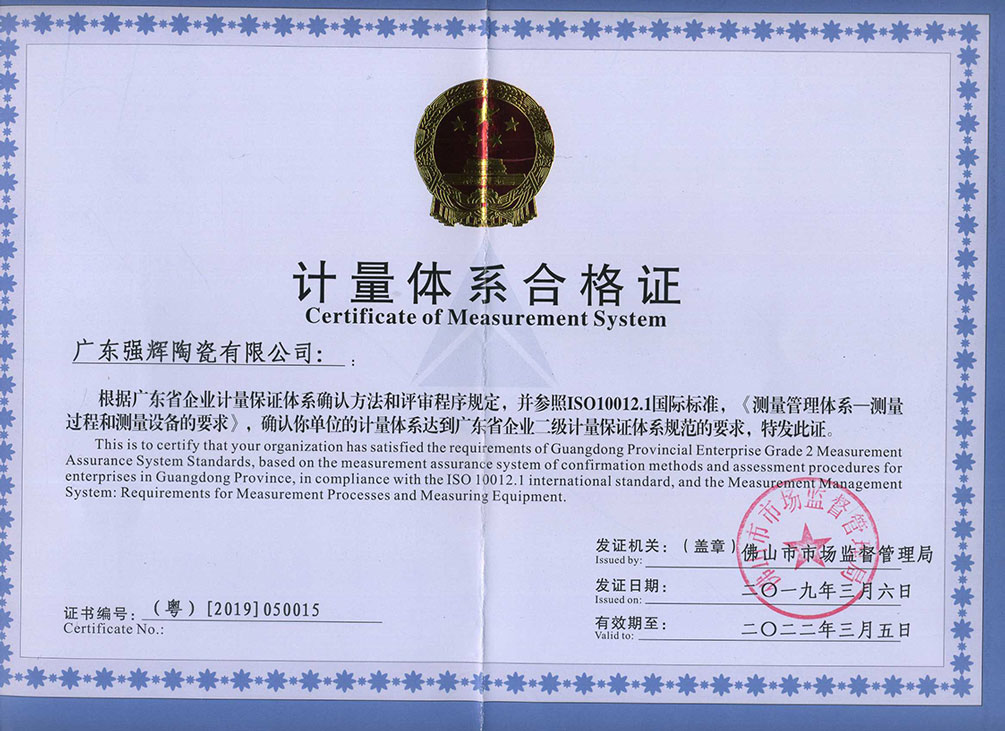 计量体系合格证
Certificate of Measurement System
广东强辉陶瓷有限公司： ：
根据广东省企业计量保证体系确认方法和评审程序规定，并参照ISO10012.1国际标准，《测量管理体系—测量
过程和测量设备的要求》，确认你单位的计量体系达到广东省企业二级计量保证体系规范的要求，特发此证。
This is to certify that your organization has satisfied the requirements of Guangdong Provincial Enterprise Grade 2 Measurement
Assurance System Standards, based on the measurement assurance system of confirmation methods and assessment procedures for
enterprises in Guangdong Province, in compliance with the ISO 10012.1 international standard, and the Measurement Management
System: Requirements for Measurement Processes and Measuring Equipment.
发证机关：（盖章）佛山市市场监督管理局
Issued by:
发证日期： 二〇一九年三月六日
Issued on:
有效期至： 二〇二二年三月五日
Valid to:
证书编号： （粤）[2019]050015
Certificate No.:
佛山市市场监督管理局